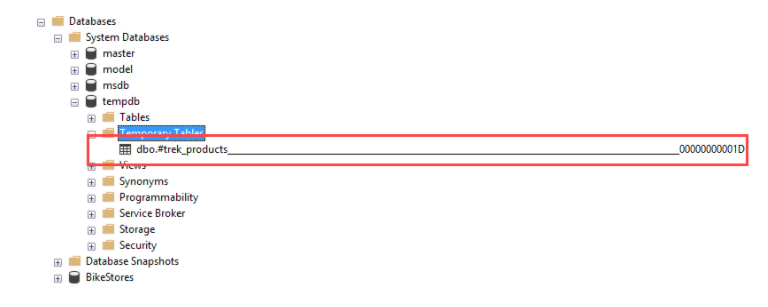 Databases
System Databases
master
model
msdb
tempdb
Tables
Temporary Tables
dbo.#trek_products___________________________________________________________________________________________________00000000001D
Views
Synonyms
Programmability
Service Broker
Storage
Security
Database Snapshots
BikeStores